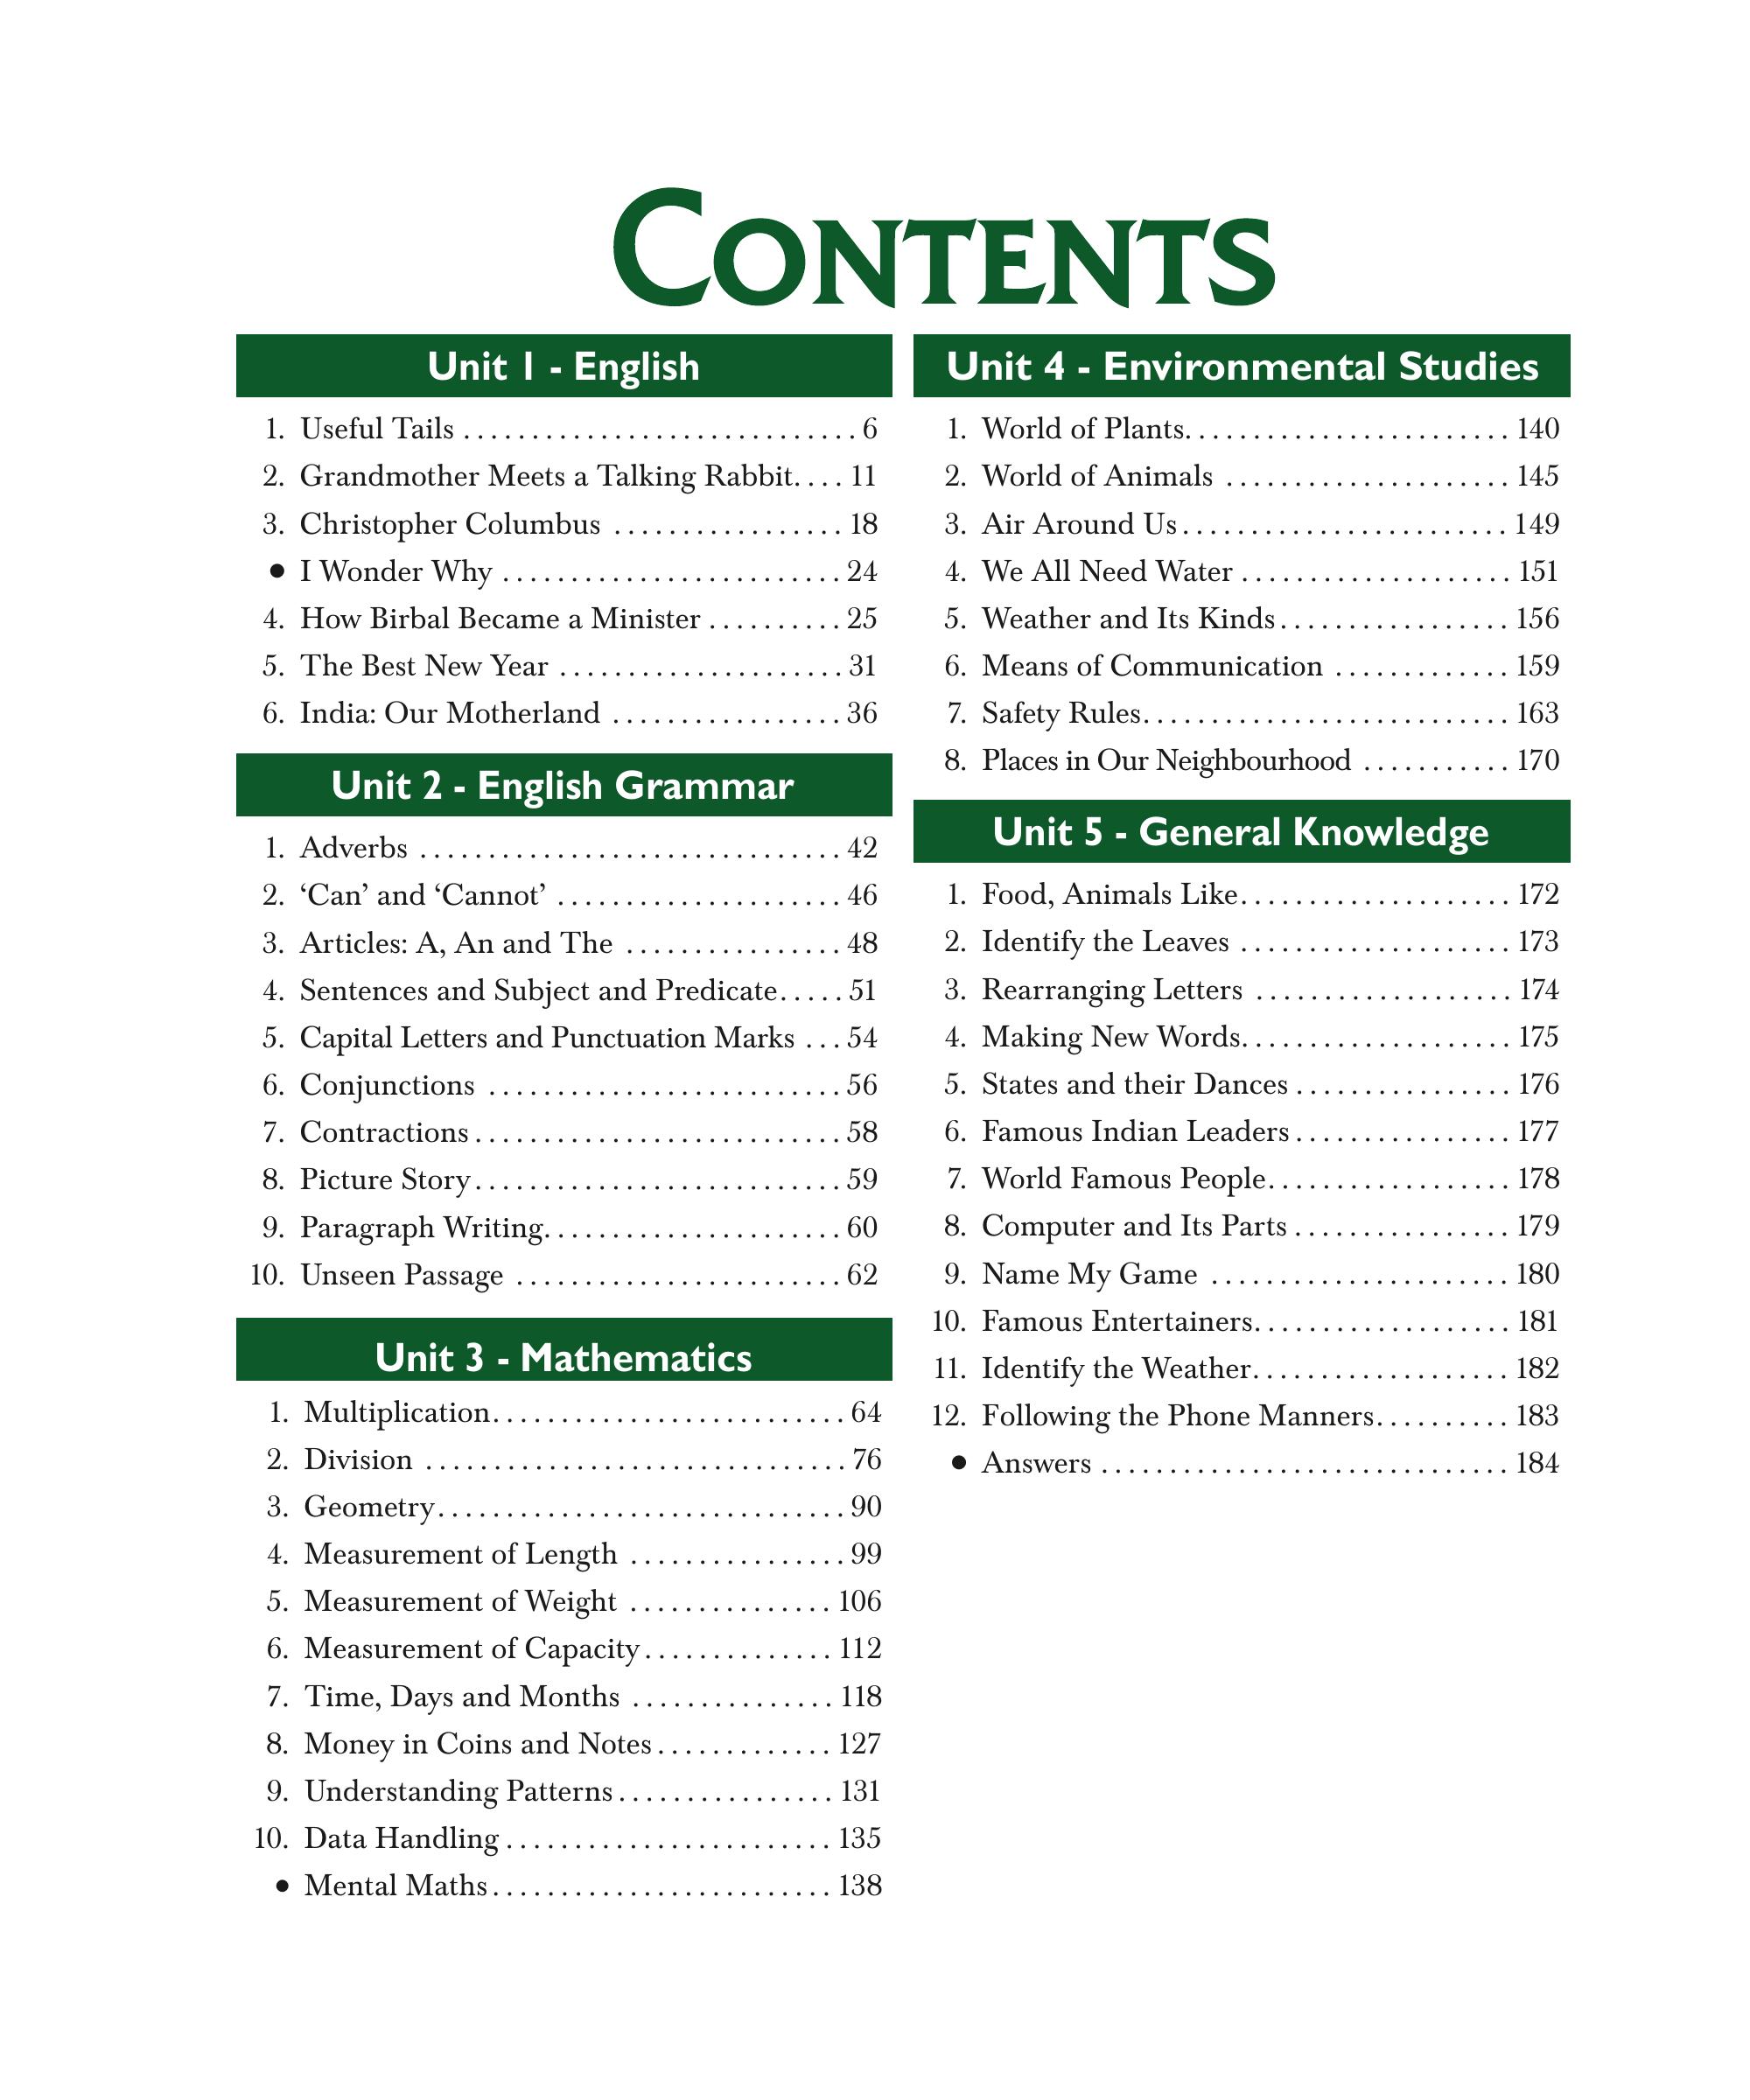 CONTENTS
Unit 1 - English
1. Useful Tails ............................. 6
2. Grandmother Meets a Talking Rabbit.... 11
3. Christopher Columbus ................. 18
● I Wonder Why ......................... 24
4. How Birbal Became a Minister .......... 25
5. The Best New Year ..................... 31
6. India: Our Motherland ................. 36
Unit 2 - English Grammar
1. Adverbs ............................... 42
2. ‘Can’ and ‘Cannot’ ..................... 46
3. Articles: A, An and The ................ 48
4. Sentences and Subject and Predicate..... 51
5. Capital Letters and Punctuation Marks ... 54
6. Conjunctions .......................... 56
7. Contractions ........................... 58
8. Picture Story ........................... 59
9. Paragraph Writing...................... 60
10. Unseen Passage ........................ 62
Unit 3 - Mathematics
1. Multiplication.......................... 64
2. Division ............................... 76
3. Geometry.............................. 90
4. Measurement of Length ................ 99
5. Measurement of Weight ............... 106
6. Measurement of Capacity .............. 112
7. Time, Days and Months ............... 118
8. Money in Coins and Notes ............. 127
9. Understanding Patterns ................ 131
10. Data Handling ........................ 135
● Mental Maths ......................... 138
Unit 4 - Environmental Studies
1. World of Plants........................ 140
2. World of Animals ..................... 145
3. Air Around Us ........................ 149
4. We All Need Water .................... 151
5. Weather and Its Kinds ................. 156
6. Means of Communication ............. 159
7. Safety Rules........................... 163
8. Places in Our Neighbourhood ........... 170
Unit 5 - General Knowledge
1. Food, Animals Like.................... 172
2. Identify the Leaves .................... 173
3. Rearranging Letters ................... 174
4. Making New Words.................... 175
5. States and their Dances ................ 176
6. Famous Indian Leaders ................ 177
7. World Famous People.................. 178
8. Computer and Its Parts ................ 179
9. Name My Game ...................... 180
10. Famous Entertainers................... 181
11. Identify the Weather................... 182
12. Following the Phone Manners.......... 183
● Answers .............................. 184